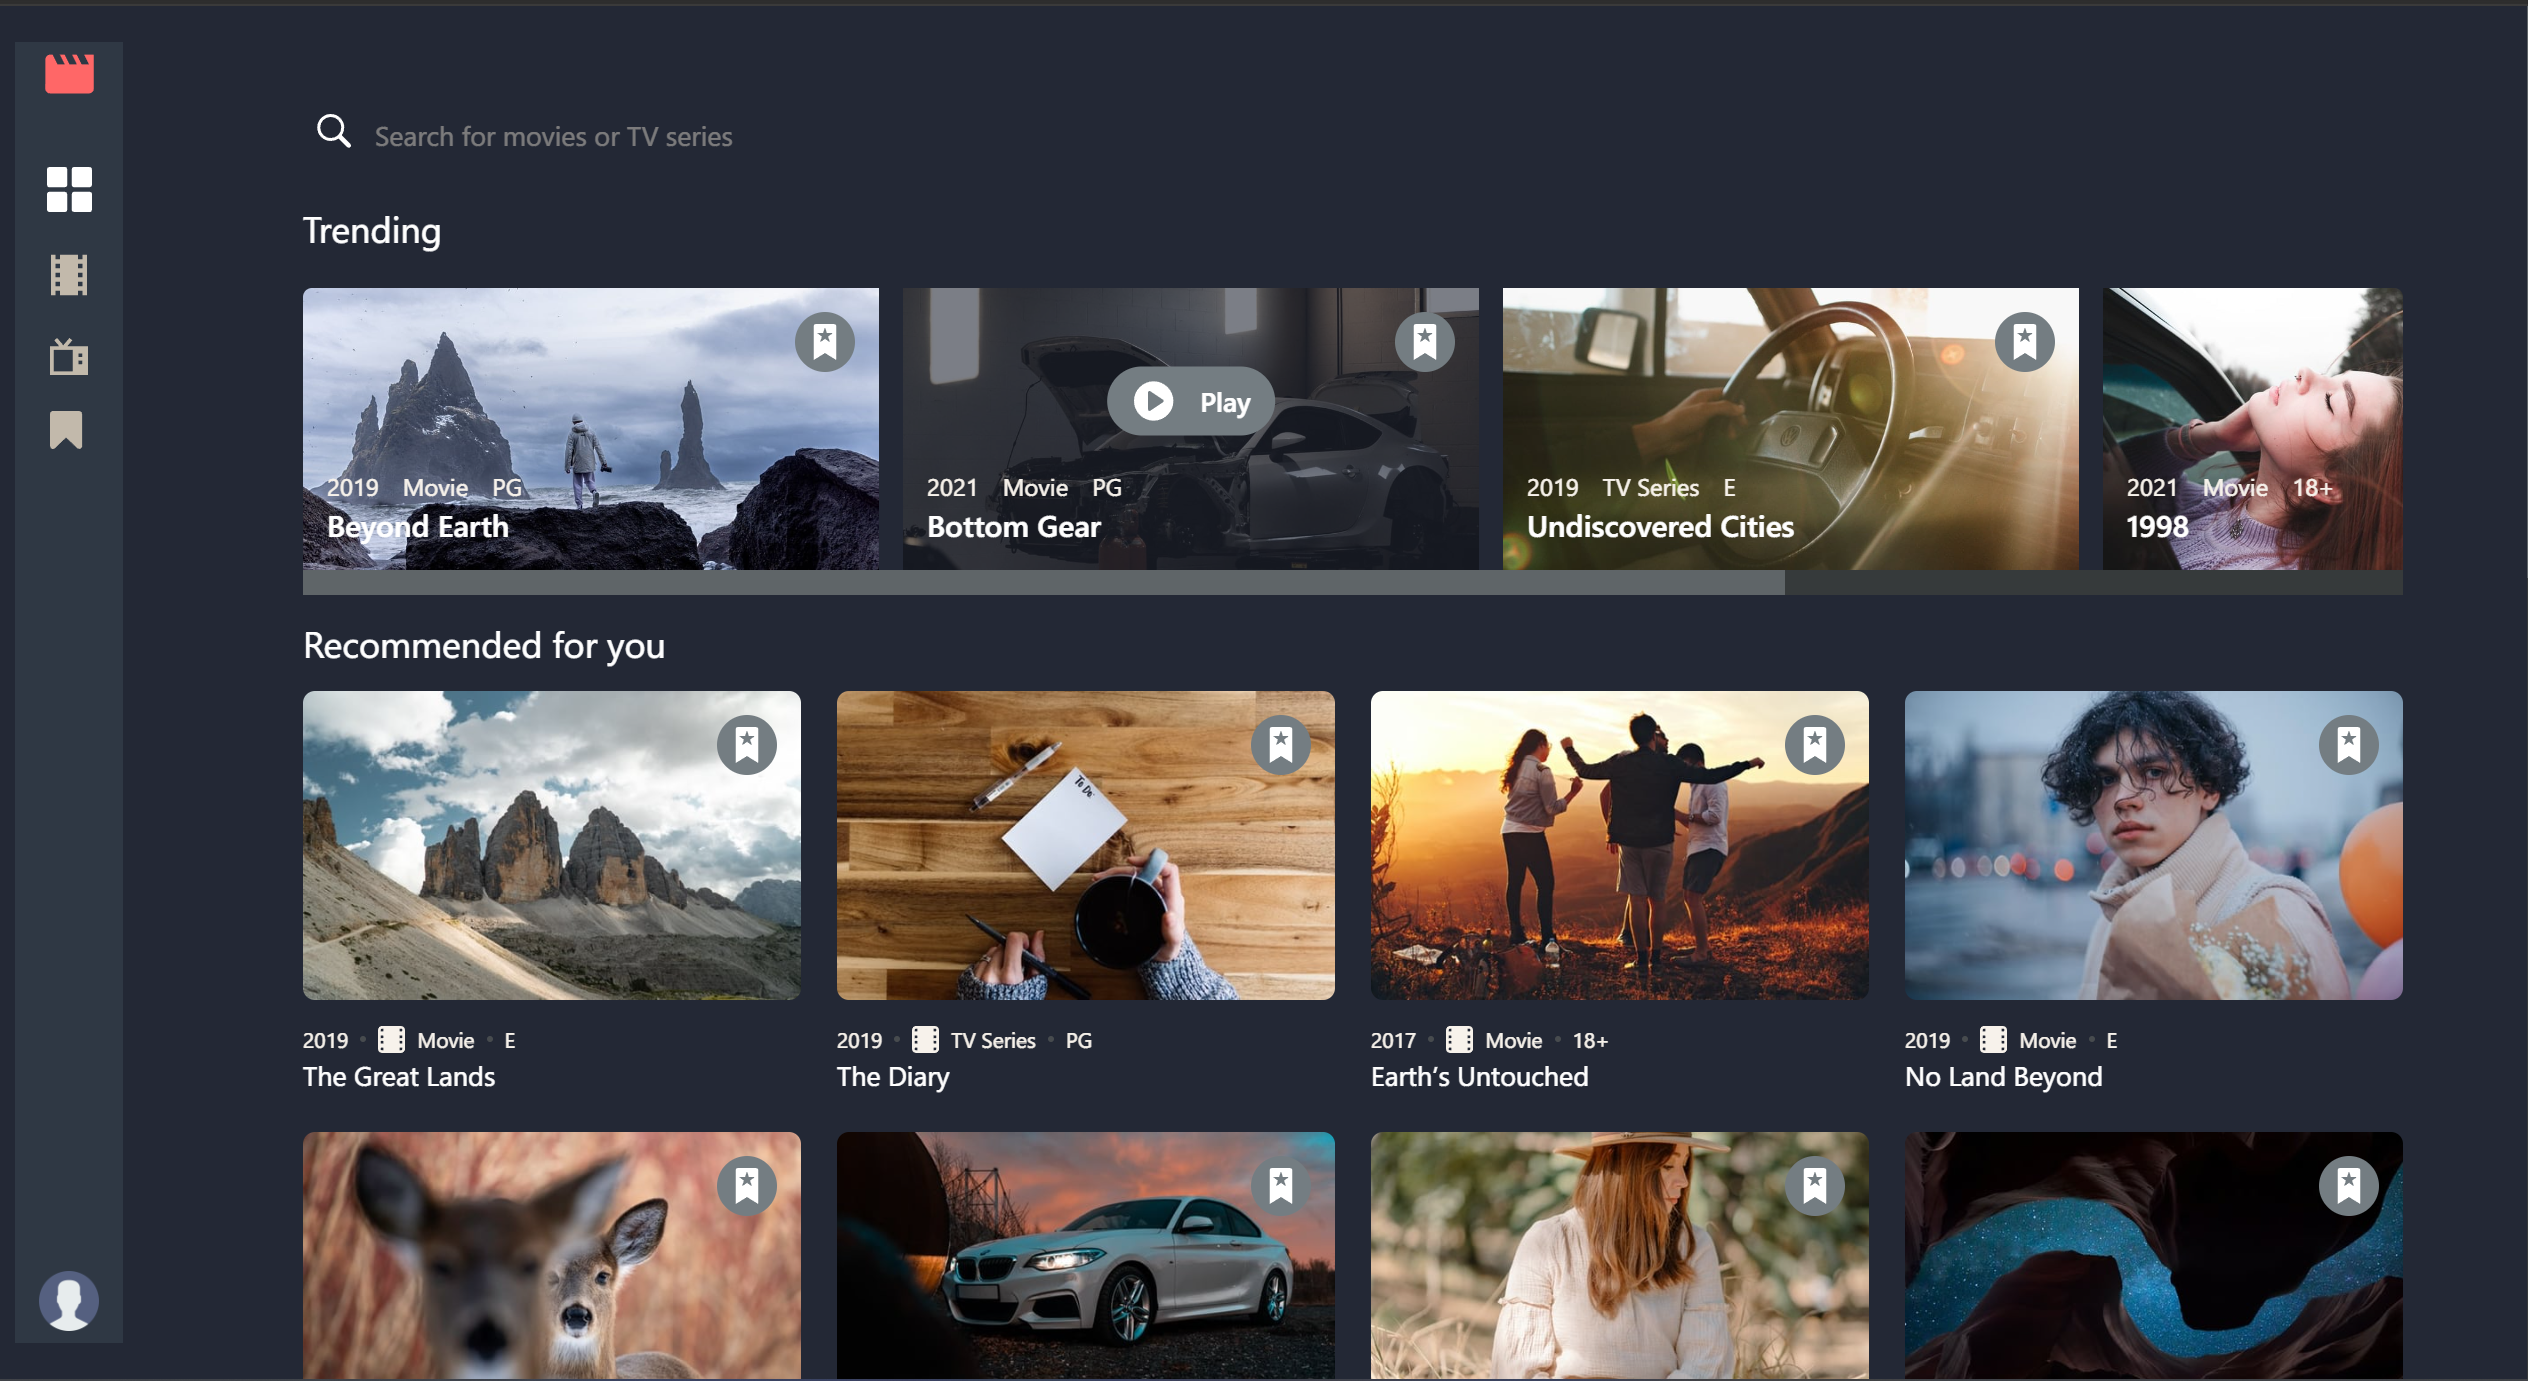 Search for movies or TV series
Trending
2019 Movie PG
Beyond Earth
2021 Movie PG
Bottom Gear
Play
2019 TV Series E
Undiscovered Cities
2021 Movie 18+
1998
Recommended for you
To Do
2019 • Movie • E
The Great Lands
2019 • TV Series • PG
The Diary
2017 • Movie • 18+
Earth’s Untouched
2019 • Movie • E
No Land Beyond